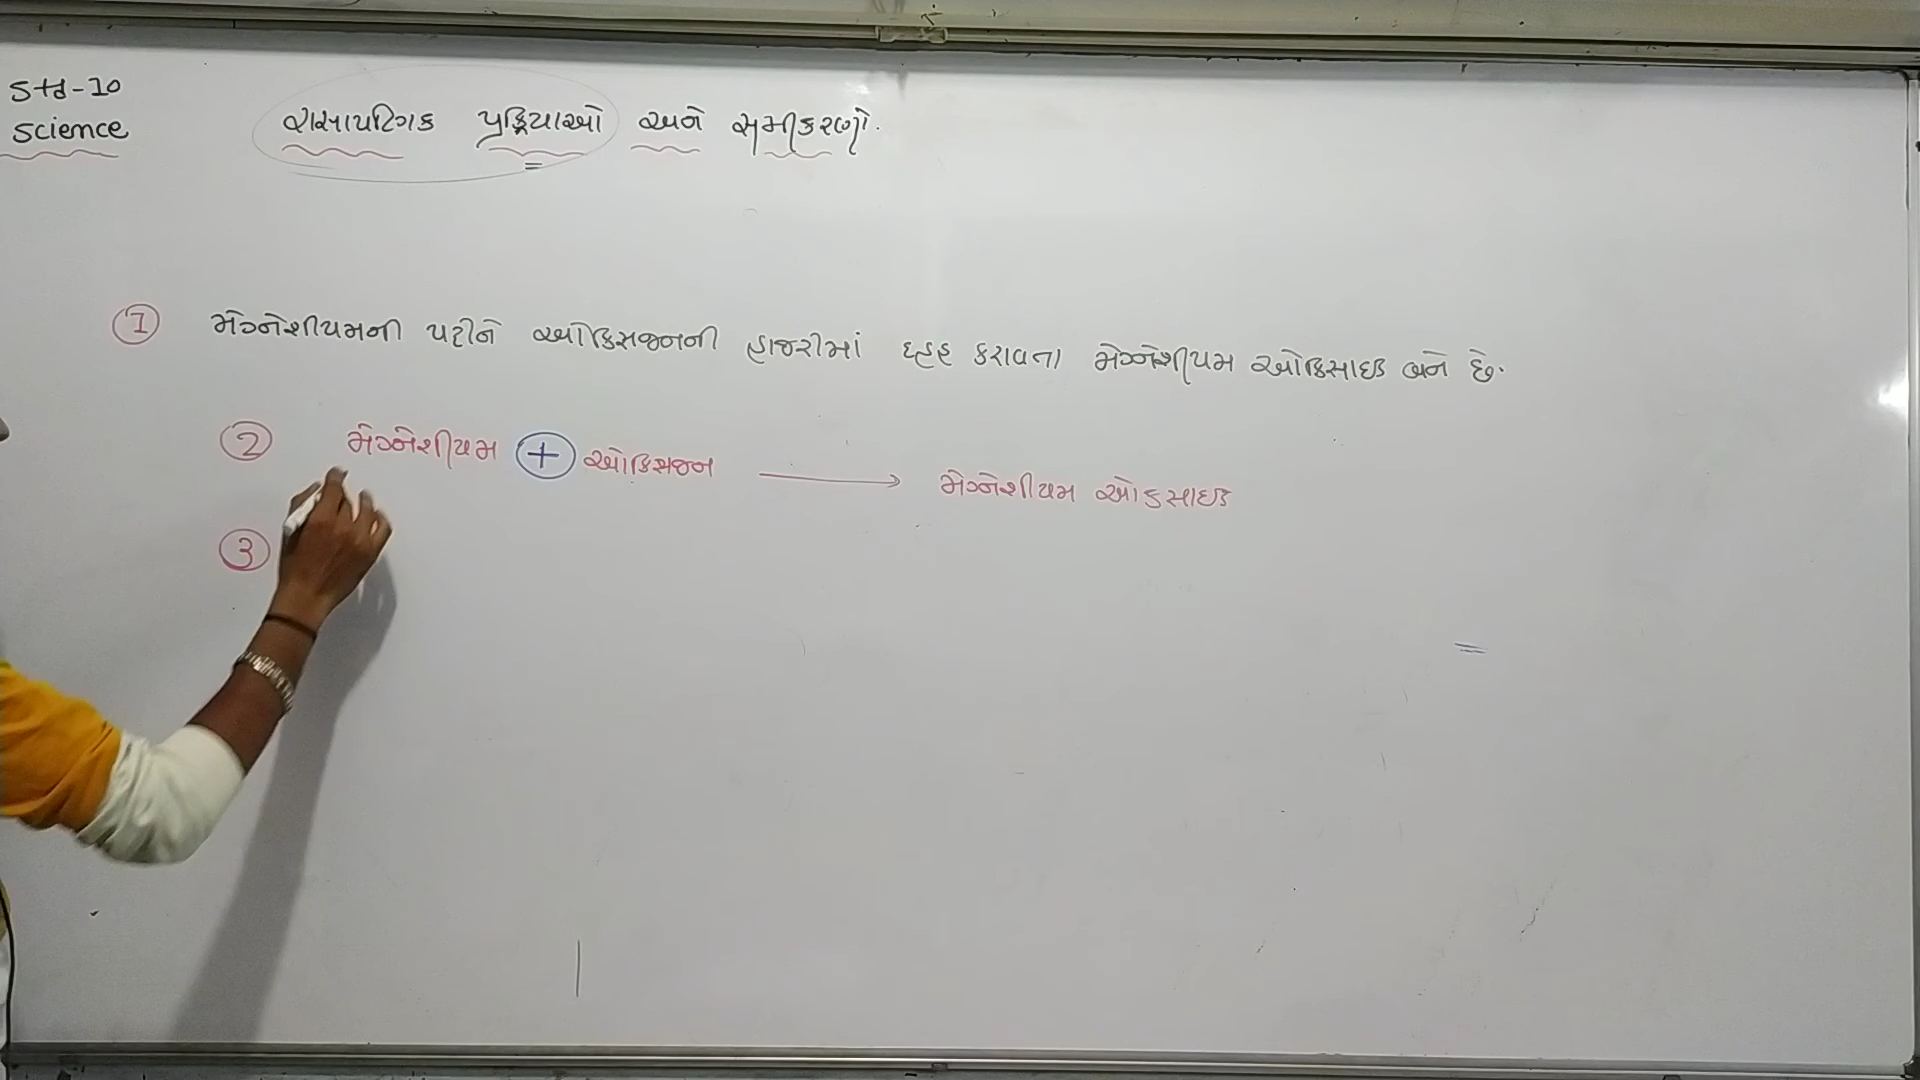 Std-10
Science
રાસાયણિક પ્રક્રિયાઓ અને સમીકરણો.
① મેગ્નેશીયમની પટ્ટીને ઓક્સિજનની હાજરીમાં દહન કરાવતા મેગ્નેશીયમ ઓક્સિાઇડ બને છે.
② મેગ્નેશીયમ + ઓક્સિજન → મેગ્નેશીયમ ઓકસાઇડ
③